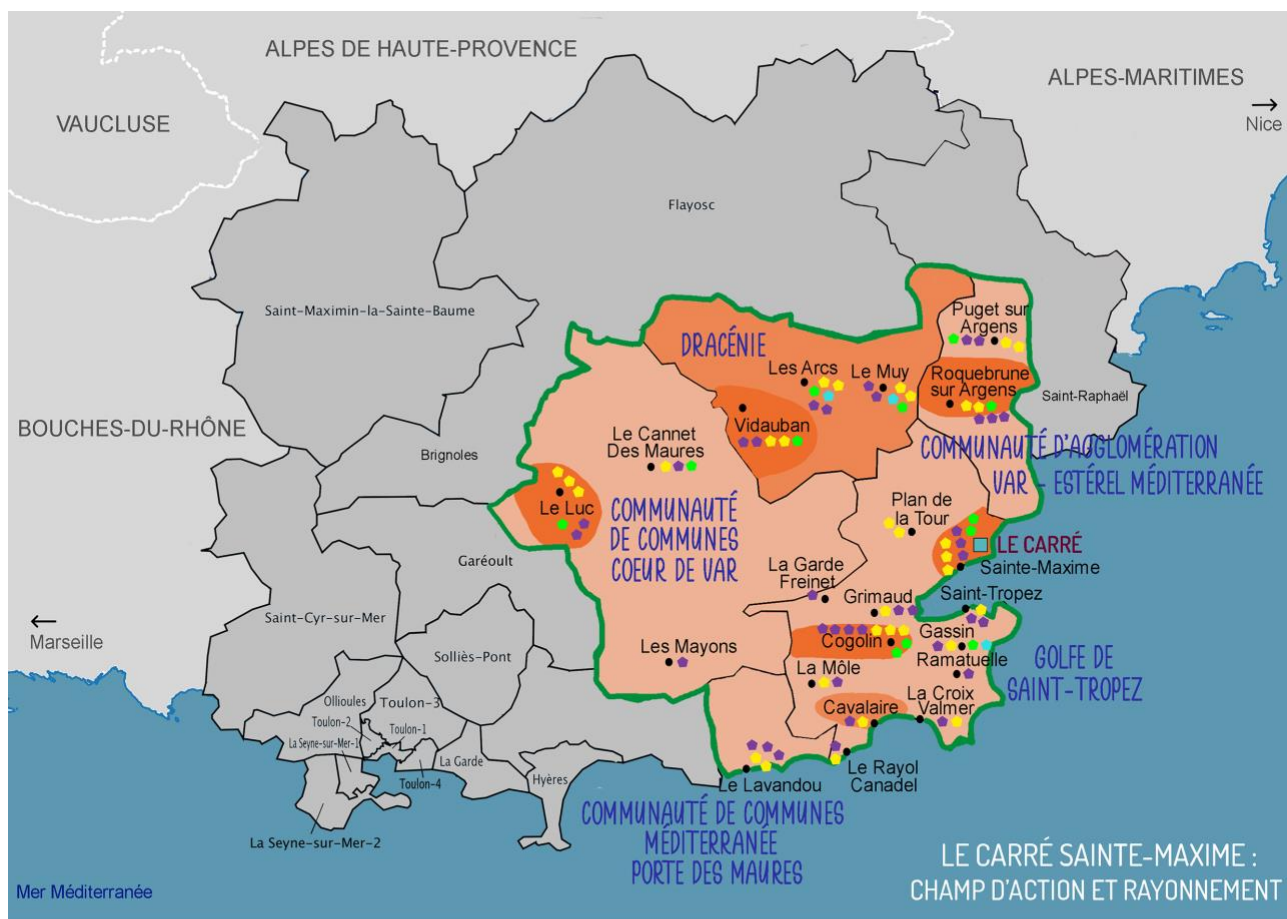 ALPES DE HAUTE-PROVENCE
ALPES-MARITIMES
VAUCLUSE
Nice
Flayosc
Saint-Maximin-la-Sainte-Baume
Puget sur
Argens
DRACÉNIE
Les Arcs
Le Muy
Roquebrune
sur Argens
Saint-Raphaël
BOUCHES-DU-RHÔNE
Vidauban
Le Cannet
Des Maures
Brignoles
COMMUNAUTÉ D'AGGLOMÉRATION
VAR - ESTÉREL MÉDITERRANÉE
Le Luc
COMMUNAUTÉ
DE COMMUNES
COEUR DE VAR
Plan de
la Tour
LE CARRÉ
Sainte-Maxime
Garéoult
La Garde
Freinet
Grimaud
Saint-Tropez
Saint-Cyr-sur-Mer
Marseille
Solliès-Pont
Les Mayons
Cogolin
Gassin
Ramatuelle
GOLFE DE
SAINT-TROPEZ
La Môle
La Croix
Valmer
Cavalaire
Ollioules
Toulon-3
Toulon-2
Toulon-1
La Seyne-sur-Mer-1
La Garde
Toulon-4
Hyères
Le Lavandou
Le Rayol
Canadel
La Seyne-sur-Mer-2
COMMUNAUTÉ DE COMMUNES
MÉDITERRANÉE
PORTE DES MAURES
LE CARRÉ SAINTE-MAXIME :
CHAMP D'ACTION ET RAYONNEMENT
Mer Méditerranée